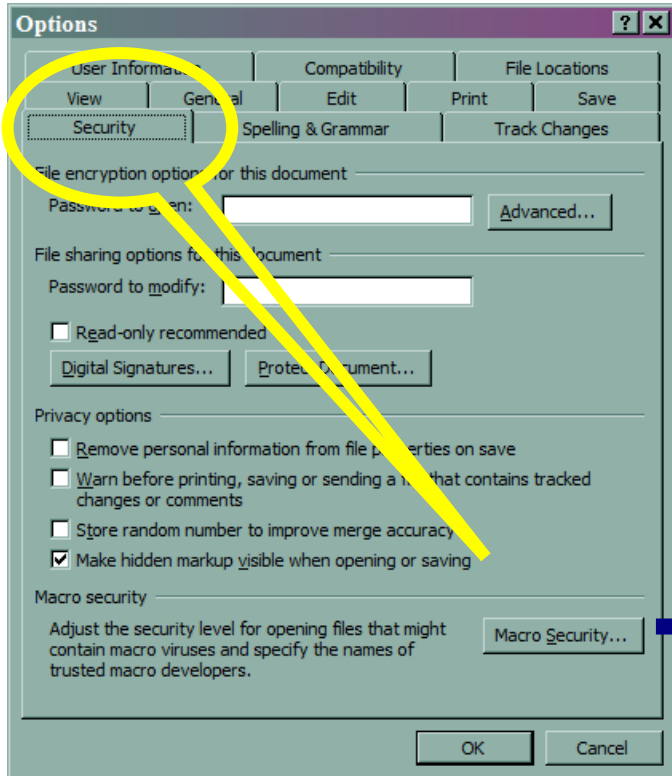 Options
User Information Compatibility File Locations
View General Edit Print Save
Security Spelling & Grammar Track Changes
File encryption options for this document
Password to open: Advanced...
File sharing options for this document
Password to modify:
Read-only recommended
Digital Signatures... Protect Document...
Privacy options
Remove personal information from file properties on save
Warn before printing, saving or sending a file that contains tracked
changes or comments
Store random number to improve merge accuracy
Make hidden markup visible when opening or saving
Macro security
Adjust the security level for opening files that might
contain macro viruses and specify the names of
trusted macro developers.
Macro Security...
OK Cancel